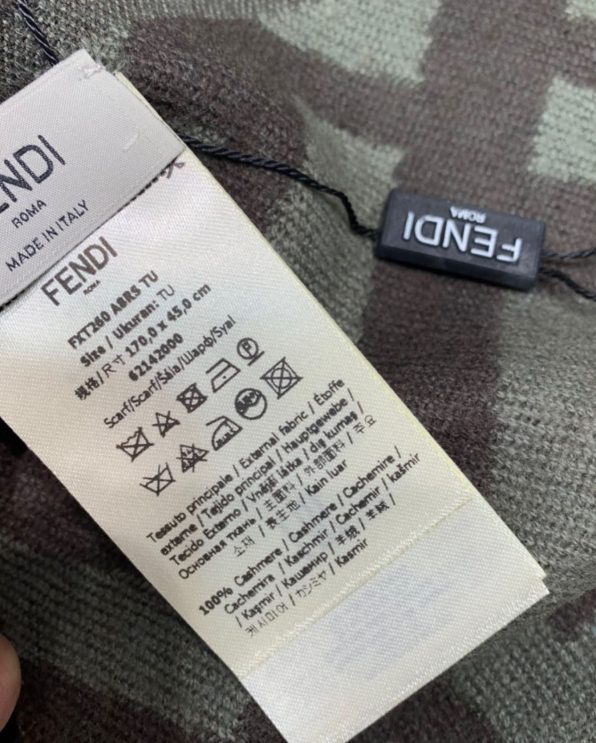 ENDI
ROMA
MADE IN ITALY
FENDI
ROMA
FENDI
ROMA
FXT260 ABR5 TU
Size / Ukuran: TU
规格/尺寸 170,0 x 45,0 cm
62142000
Scarf/Scarf/Šála/Шарф/Syal
Tessuto principale / External fabric / Étoffe
externe / Tejido principal / Hauptgewebe /
Tecido Externo / Vnější látka / dış kumaş /
Основная ткань / 主面料 / 外部面料 / 주요
소재 / 表生地 / Kain luar
100% Cashmere / Cashmere / Cachemire /
Cachemira / Kaschmir / Cachemir / kašmír
/ Kaşmir / Кашемир / 羊绒 / 羊絨 /
캐시미어 / カシミヤ / Kasmir